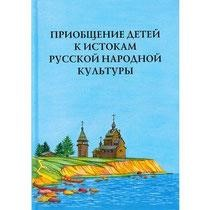 ПРИОБЩЕНИЕ ДЕТЕЙ
К ИСТОКАМ
РУССКОЙ НАРОДНОЙ
КУЛЬТУРЫ